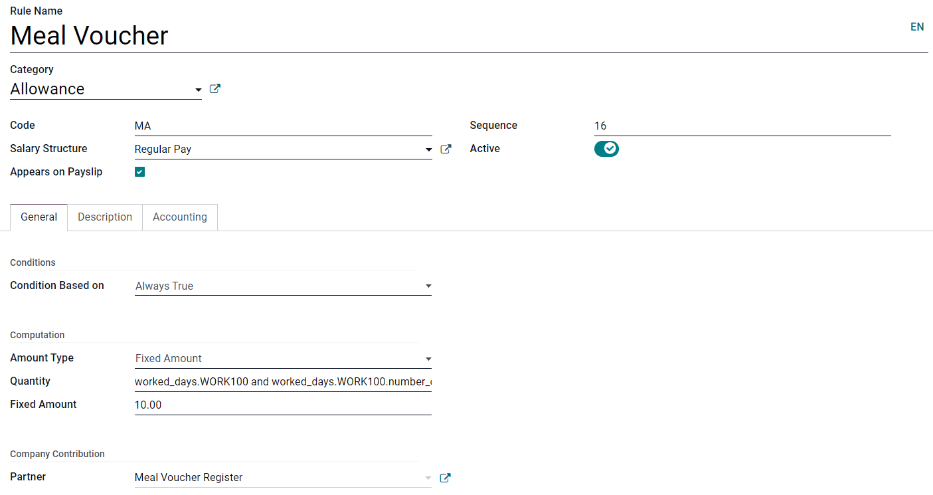 Rule Name
Meal Voucher
EN
Category
Allowance
Code MA Sequence 16
Salary Structure Regular Pay Active
Appears on Payslip
General Description Accounting
Conditions
Condition Based on Always True
Computation
Amount Type Fixed Amount
Quantity worked_days.WORK100 and worked_days.WORK100.number_
Fixed Amount 10.00
Company Contribution
Partner Meal Voucher Register